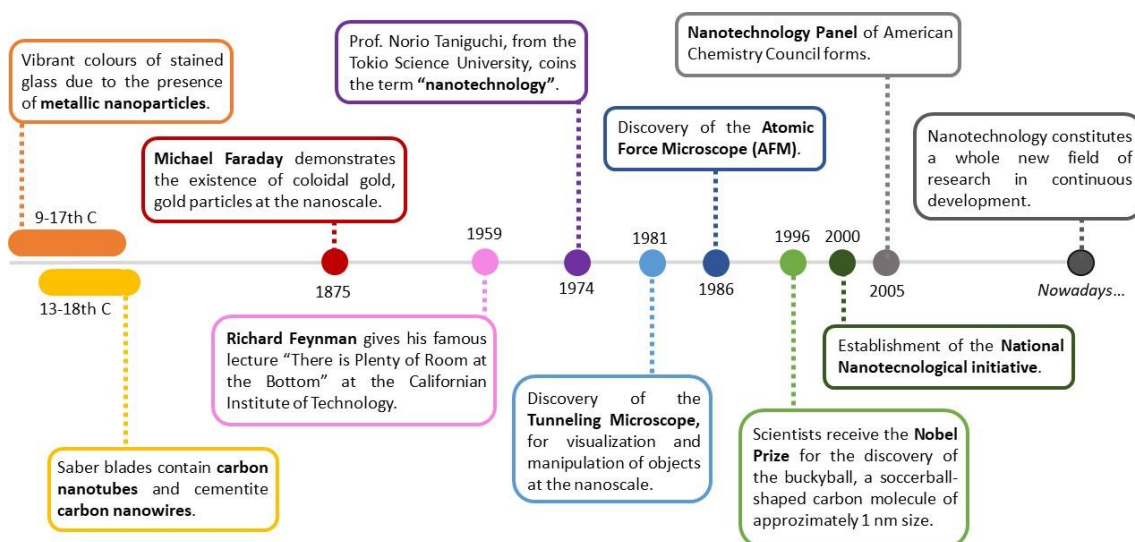 Vibrant colours of stained
glass due to the presence
of metallic nanoparticles.
9-17th C
13-18th C
Saber blades contain carbon
nanotubes and cementite
carbon nanowires.
Michael Faraday demonstrates
the existence of coloidal gold,
gold particles at the nanoscale.
1875
1959
Richard Feynman gives his famous
lecture “There is Plenty of Room at
the Bottom” at the Californian
Institute of Technology.
Prof. Norio Taniguchi, from the
Tokio Science University, coins
the term “nanotechnology”.
1974
1981
Discovery of the
Tunneling Microscope,
for visualization and
manipulation of objects
at the nanoscale.
Discovery of the Atomic
Force Microscope (AFM).
1986
1996
Scientists receive the Nobel
Prize for the discovery of
the buckyball, a soccerball-
shaped carbon molecule of
approzimately 1 nm size.
2000
Establishment of the National
Nanotecnological initiative.
Nanotechnology Panel of American
Chemistry Council forms.
2005
Nanotechnology constitutes
a whole new field of
research in continuous
development.
Nowadays...